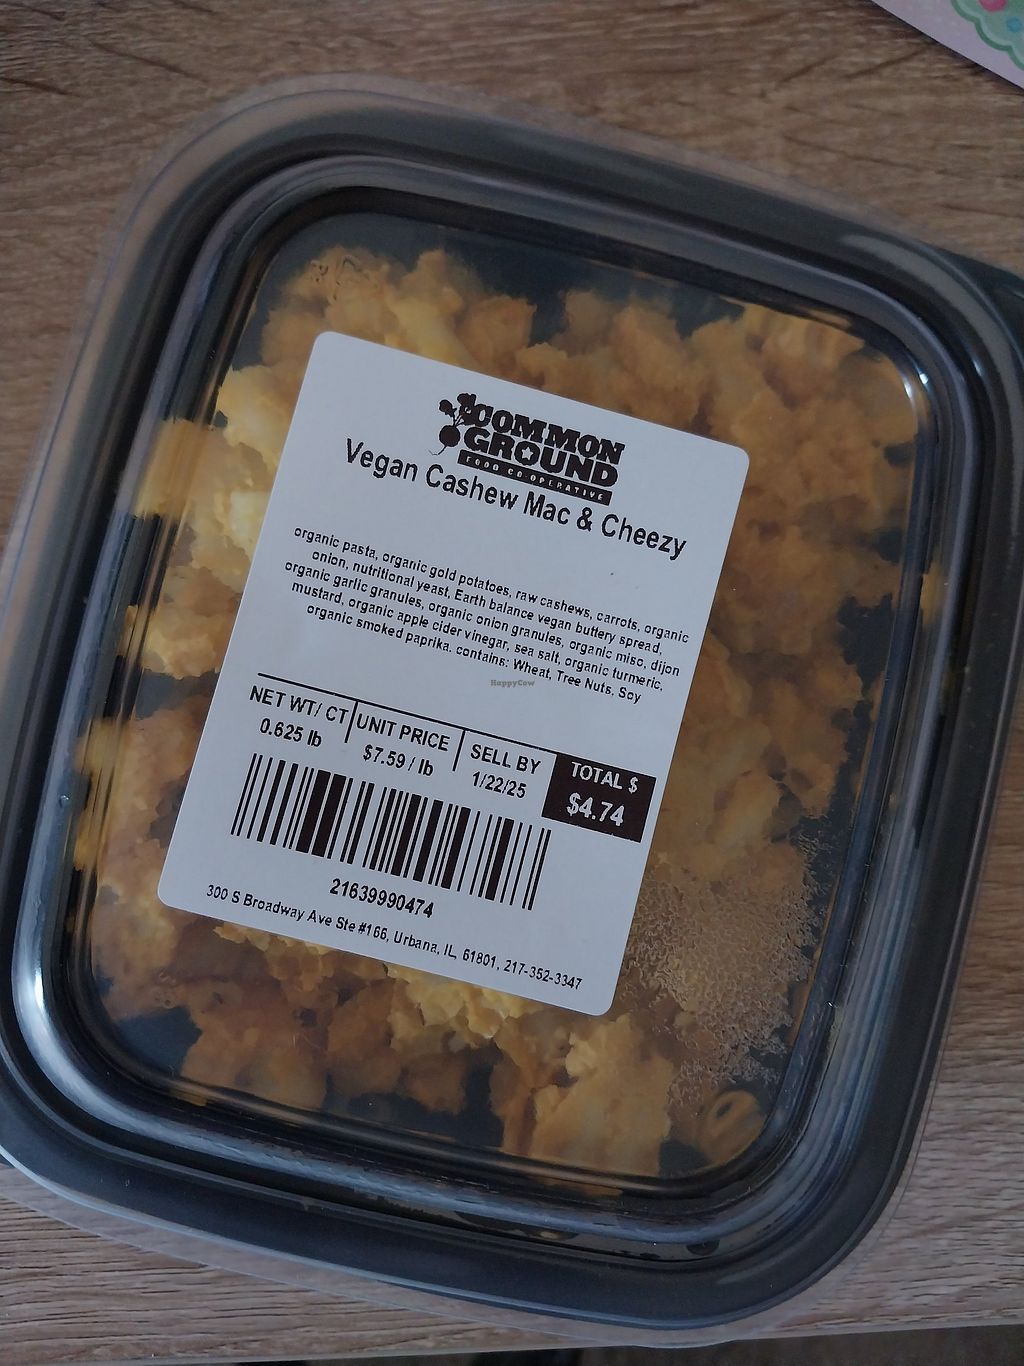 COMMON
GROUND
FOOD CO-OPERATIVE
Vegan Cashew Mac & Cheezy
organic pasta, organic gold potatoes, raw cashews, carrots, organic
onion, nutritional yeast, Earth balance vegan buttery spread,
organic garlic granules, organic onion granules, organic miso, dijon
mustard, organic apple cider vinegar, sea salt, organic turmeric,
organic smoked paprika. contains: Wheat, Tree Nuts, Soy
HappyCow
NET WT/ CT UNIT PRICE SELL BY TOTAL $
0.625 lb $7.59 / lb 1/22/25 $4.74
21639990474
300 S Broadway Ave Ste #166, Urbana, IL, 61801, 217-352-3347